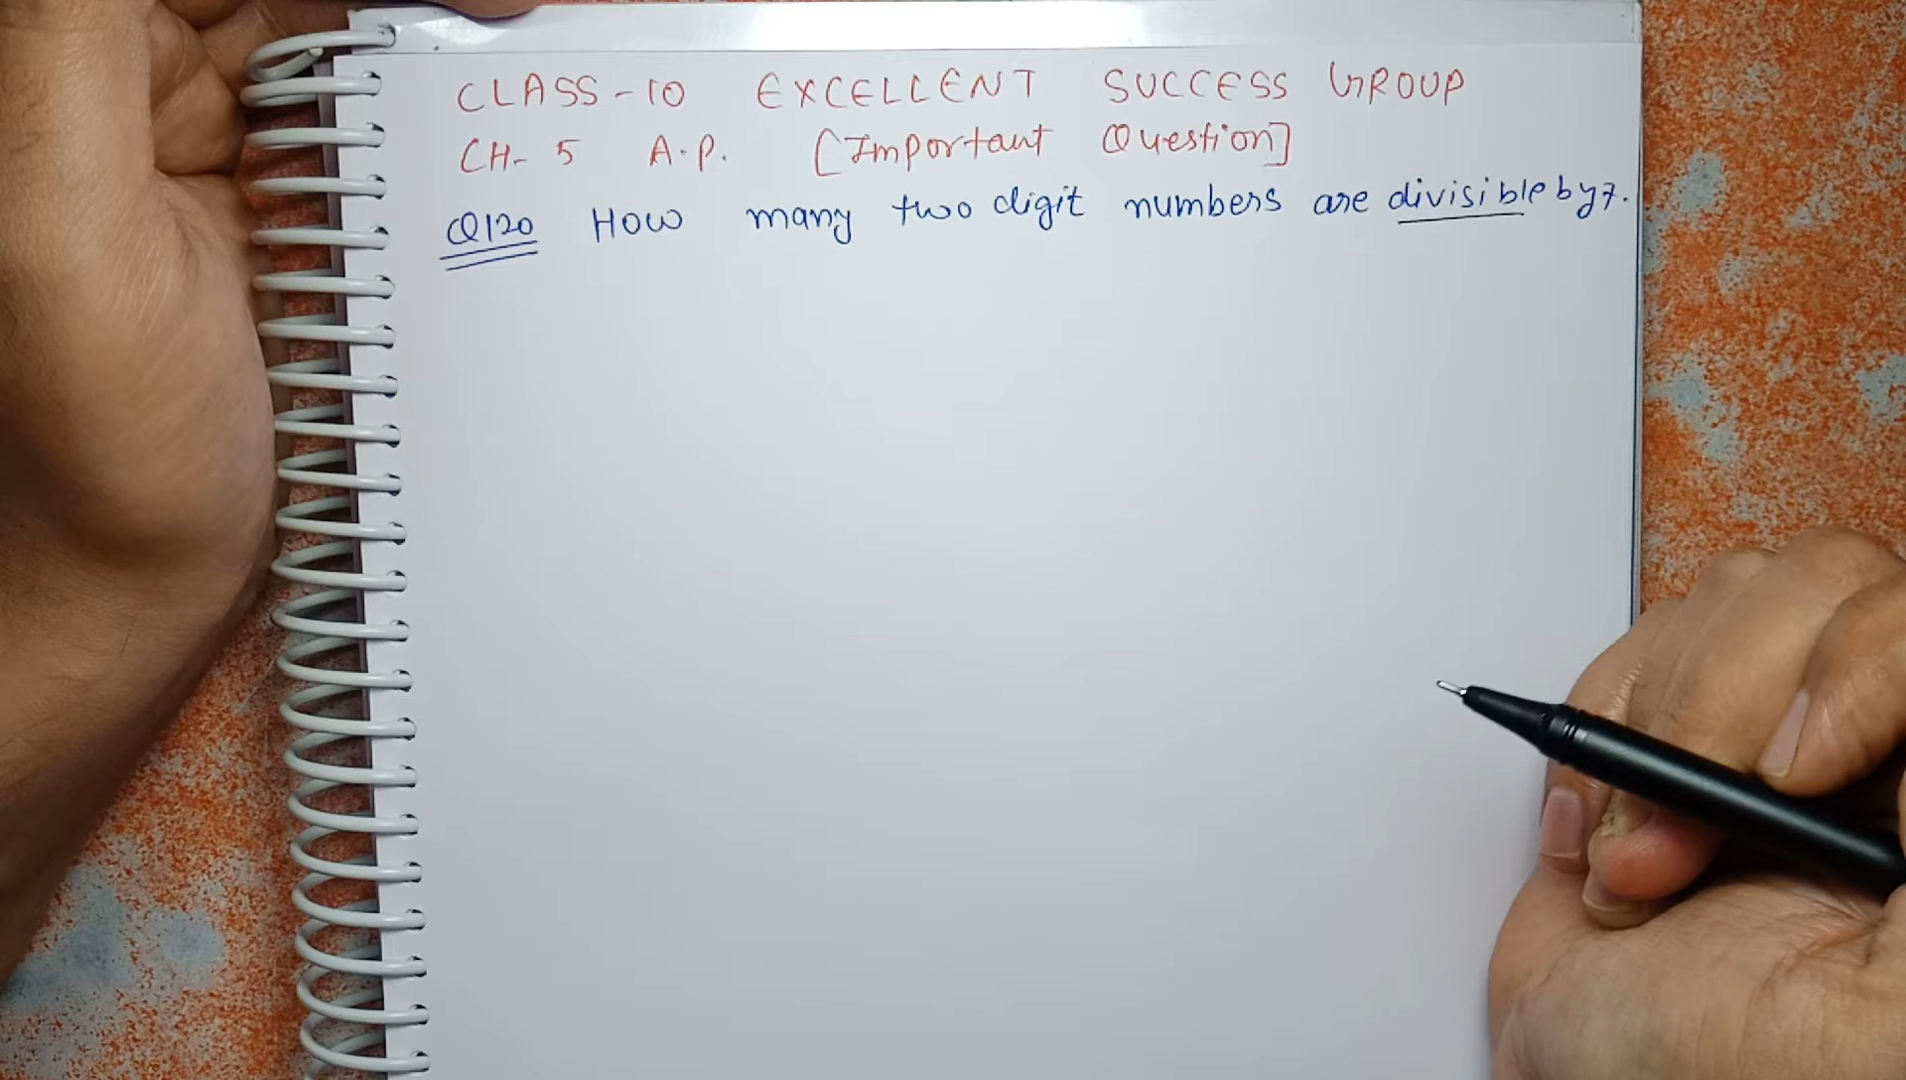 CLASS-10 EXCELLENT SUCCESS GROUP
CH- 5 A.P. [Important Question]
Q120 How many two digit numbers are divisible by 7.